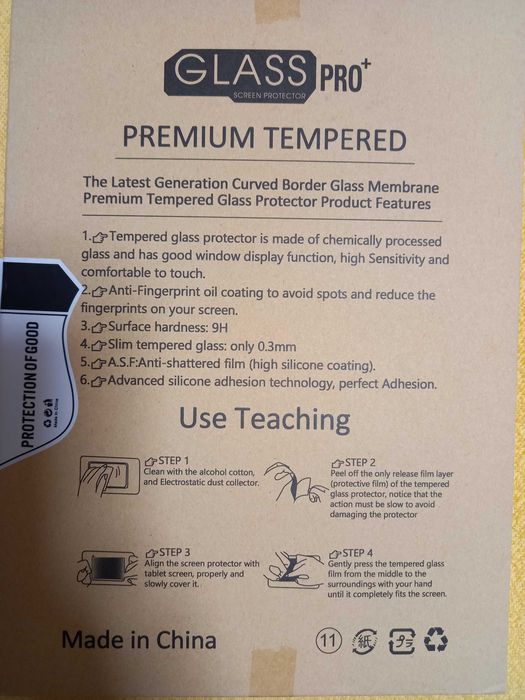 GLASS PRO+
SCREEN PROTECTOR
PREMIUM TEMPERED
The Latest Generation Curved Border Glass Membrane
Premium Tempered Glass Protector Product Features
1.👉Tempered glass protector is made of chemically processed
glass and has good window display function, high Sensitivity and
comfortable to touch.
2.👉Anti-Fingerprint oil coating to avoid spots and reduce the
fingerprints on your screen.
3.👉Surface hardness: 9H
4.👉Slim tempered glass: only 0.3mm
5.👉A.S.F:Anti-shattered film (high silicone coating).
6.👉Advanced silicone adhesion technology, perfect Adhesion.
PROTECTION OF GOOD
Made in China
Use Teaching
👉STEP 1
Clean with the alcohol cotton,
and Electrostatic dust collector.
👉STEP 2
Peel off the only release film layer
(protective film) of the tempered
glass protector, notice that the
action must be slow to avoid
damaging the protector
👉STEP 3
Align the screen protector with
tablet screen, properly and
slowly cover it.
👉STEP 4
Gently press the tempered glass
film from the middle to the
surroundings with your hand
until it completely fits the screen.
Made in China
11 紙 プラ